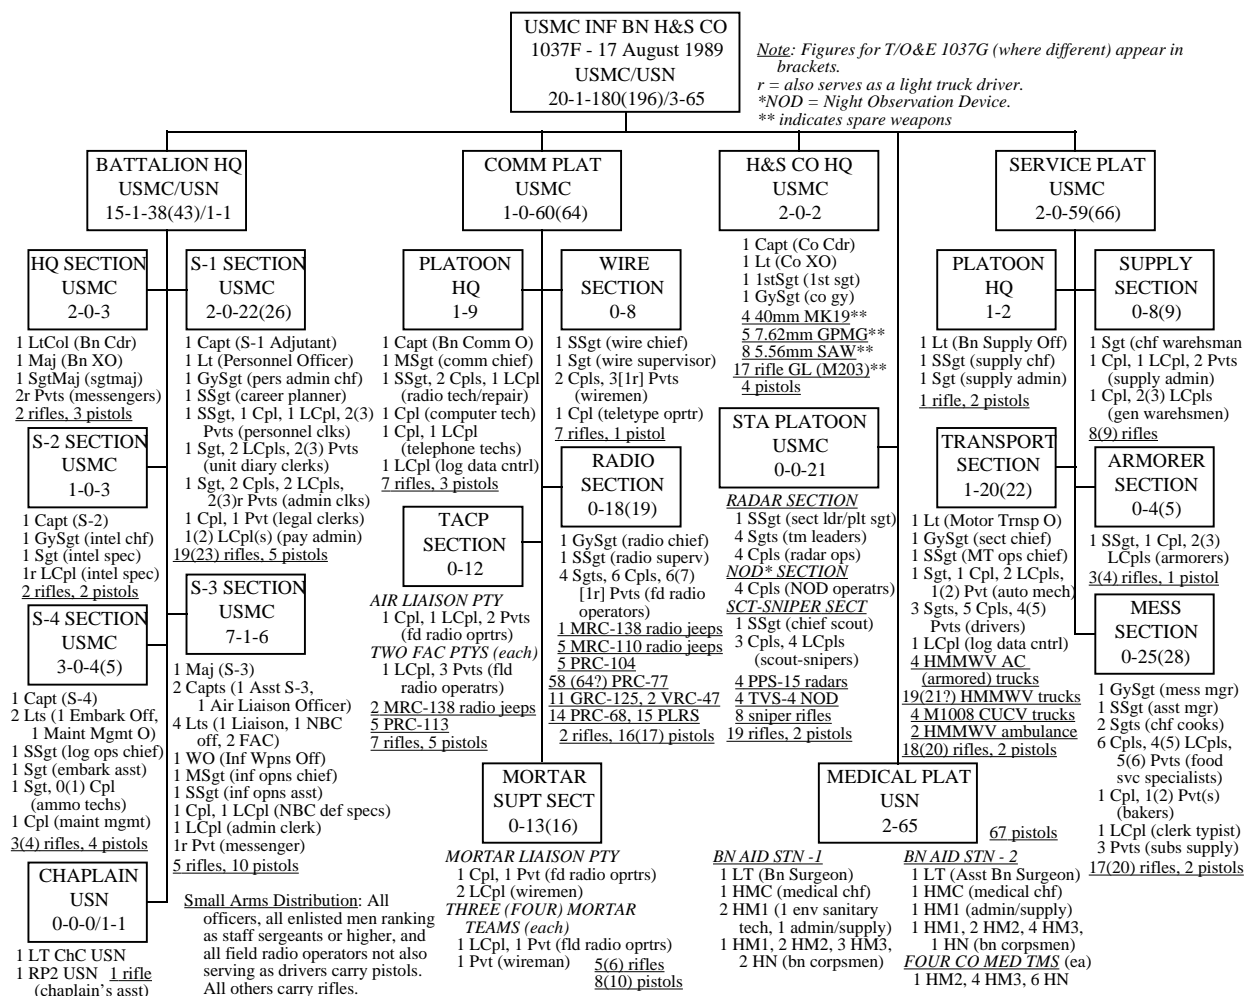 USMC INF BN H&S CO
1037F - 17 August 1989
USMC/USN
20-1-180(196)/3-65
Note: Figures for T/O&E 1037G (where different) appear in
brackets.
r = also serves as a light truck driver.
*NOD = Night Observation Device.
** indicates spare weapons
BATTALION HQ
USMC/USN
15-1-38(43)/1-1
HQ SECTION
USMC
2-0-3
1 LtCol (Bn Cdr)
1 Maj (Bn XO)
1 SgtMaj (sgtmaj)
2r Pvts (messengers)
2 rifles, 3 pistols
S-1 SECTION
USMC
2-0-22(26)
1 Capt (S-1 Adjutant)
1 Lt (Personnel Officer)
1 GySgt (pers admin chf)
1 SSgt (career planner)
1 SSgt, 1 Cpl, 1 LCpl, 2(3)
Pvts (personnel clks)
1 Sgt, 2 LCpls, 2(3) Pvts
(unit diary clerks)
1 Sgt, 2 Cpls, 2 LCpls,
2(3)r Pvts (admin clks)
1 Cpl, 1 Pvt (legal clerks)
1(2) LCpl(s) (pay admin)
19(23) rifles, 5 pistols
S-2 SECTION
USMC
1-0-3
1 Capt (S-2)
1 GySgt (intel chf)
1 Sgt (intel spec)
1r LCpl (intel spec)
2 rifles, 2 pistols
S-3 SECTION
USMC
7-1-6
1 Maj (S-3)
2 Capts (1 Asst S-3,
1 Air Liaison Officer)
4 Lts (1 Liaison, 1 NBC
off, 2 FAC)
1 WO (Inf Wpns Off)
1 MSgt (inf opns chief)
1 SSgt (inf opns asst)
1 Cpl, 1 LCpl (NBC def specs)
1 LCpl (admin clerk)
1r Pvt (messenger)
5 rifles, 10 pistols
S-4 SECTION
USMC
3-0-4(5)
1 Capt (S-4)
2 Lts (1 Embark Off,
1 Maint Mgmt O)
1 SSgt (log ops chief)
1 Sgt (embark asst)
1 Sgt, 0(1) Cpl
(ammo techs)
1 Cpl (maint mgmt)
3(4) rifles, 4 pistols
CHAPLAIN
USN
0-0-0/1-1
1 LT ChC USN
1 RP2 USN 1 rifle
(chaplain's asst)
Small Arms Distribution: All
officers, all enlisted men ranking
as staff sergeants or higher, and
all field radio operators not also
serving as drivers carry pistols.
All others carry rifles.
COMM PLAT
USMC
1-0-60(64)
PLATOON
HQ
1-9
1 Capt (Bn Comm O)
1 MSgt (comm chief)
1 SSgt, 2 Cpls, 1 LCpl
(radio tech/repair)
1 Cpl (computer tech)
1 Cpl, 1 LCpl
(telephone techs)
1 LCpl (log data cntrl)
7 rifles, 3 pistols
WIRE
SECTION
0-8
1 SSgt (wire chief)
1 Sgt (wire supervisor)
2 Cpls, 3[1r] Pvts
(wiremen)
1 Cpl (teletype oprtr)
7 rifles, 1 pistol
TACP
SECTION
0-12
AIR LIAISON PTY
1 Cpl, 1 LCpl, 2 Pvts
(fd radio oprtrs)
TWO FAC PTYS (each)
1 LCpl, 3 Pvts (fld
radio operatrs)
2 MRC-138 radio jeeps
5 PRC-113
7 rifles, 5 pistols
RADIO
SECTION
0-18(19)
1 GySgt (radio chief)
1 SSgt (radio superv)
4 Sgts, 6 Cpls, 6(7)
[1r] Pvts (fd radio
operators)
1 MRC-138 radio jeeps
5 MRC-110 radio jeeps
5 PRC-104
58 (64?) PRC-77
11 GRC-125, 2 VRC-47
14 PRC-68, 15 PLRS
2 rifles, 16(17) pistols
MORTAR
SUPT SECT
0-13(16)
MORTAR LIAISON PTY
1 Cpl, 1 Pvt (fd radio oprtrs)
2 LCpl (wiremen)
THREE (FOUR) MORTAR
TEAMS (each)
1 LCpl, 1 Pvt (fld radio oprtrs)
1 Pvt (wireman)
5(6) rifles
8(10) pistols
H&S CO HQ
USMC
2-0-2
1 Capt (Co Cdr)
1 Lt (Co XO)
1 1stSgt (1st sgt)
1 GySgt (co gy)
4 40mm MK19**
5 7.62mm GPMG**
8 5.56mm SAW**
17 rifle GL (M203)**
4 pistols
STA PLATOON
USMC
0-0-21
RADAR SECTION
1 SSgt (sect ldr/plt sgt)
4 Sgts (tm leaders)
4 Cpls (radar ops)
NOD* SECTION
4 Cpls (NOD operatrs)
SCT-SNIPER SECT
1 SSgt (chief scout)
3 Cpls, 4 LCpls
(scout-snipers)
4 PPS-15 radars
4 TVS-4 NOD
8 sniper rifles
19 rifles, 2 pistols
MEDICAL PLAT
USN
2-65
67 pistols
BN AID STN -1
1 LT (Bn Surgeon)
1 HMC (medical chf)
2 HM1 (1 env sanitary
tech, 1 admin/supply)
1 HM1, 2 HM2, 3 HM3,
2 HN (bn corpsmen)
BN AID STN - 2
1 LT (Asst Bn Surgeon)
1 HMC (medical chf)
1 HM1 (admin/supply)
1 HM1, 2 HM2, 4 HM3,
1 HN (bn corpsmen)
FOUR CO MED TMS (ea)
1 HM2, 4 HM3, 6 HN
SERVICE PLAT
USMC
2-0-59(66)
PLATOON
HQ
1-2
1 Lt (Bn Supply Off)
1 SSgt (supply chf)
1 Sgt (supply admin)
1 rifle, 2 pistols
SUPPLY
SECTION
0-8(9)
1 Sgt (chf warehsman
1 Cpl, 1 LCpl, 2 Pvts
(supply admin)
1 Cpl, 2(3) LCpls
(gen warehsmen)
8(9) rifles
TRANSPORT
SECTION
1-20(22)
1 Lt (Motor Trnsp O)
1 GySgt (sect chief)
1 SSgt (MT ops chief)
1 Sgt, 1 Cpl, 2 LCpls,
1(2) Pvt (auto mech)
3 Sgts, 5 Cpls, 4(5)
Pvts (drivers)
1 LCpl (log data cntrl)
4 HMMWV AC
(armored) trucks
19(21?) HMMWV trucks
4 M1008 CUCV trucks
2 HMMWV ambulance
18(20) rifles, 2 pistols
ARMORER
SECTION
0-4(5)
1 SSgt, 1 Cpl, 2(3)
LCpls (armorers)
3(4) rifles, 1 pistol
MESS
SECTION
0-25(28)
1 GySgt (mess mgr)
1 SSgt (asst mgr)
2 Sgts (chf cooks)
6 Cpls, 4(5) LCpls,
5(6) Pvts (food
svc specialists)
1 Cpl, 1(2) Pvt(s)
(bakers)
1 LCpl (clerk typist)
3 Pvts (subs supply)
17(20) rifles, 2 pistols